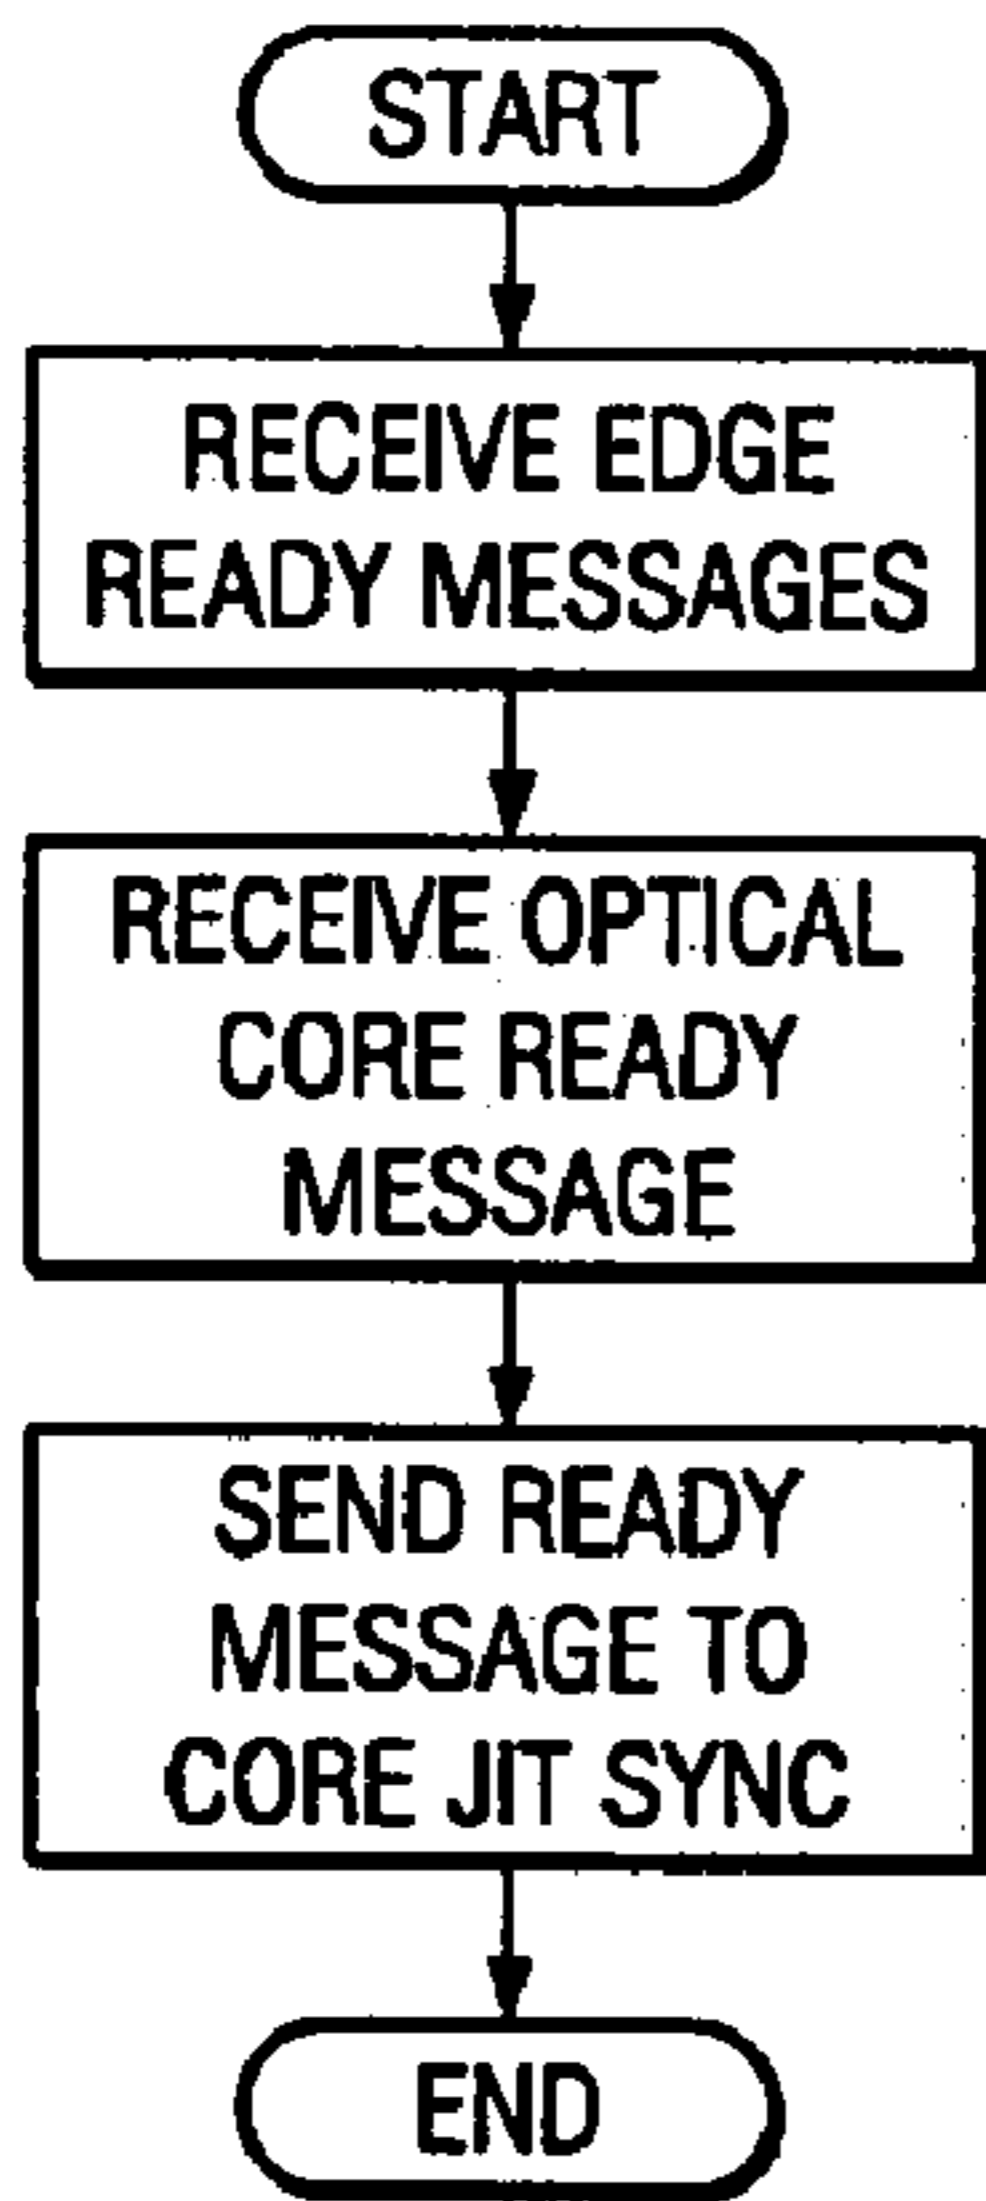 START
RECEIVE EDGE
READY MESSAGES
RECEIVE OPTICAL
CORE READY
MESSAGE
SEND READY
MESSAGE TO
CORE JIT SYNC
END